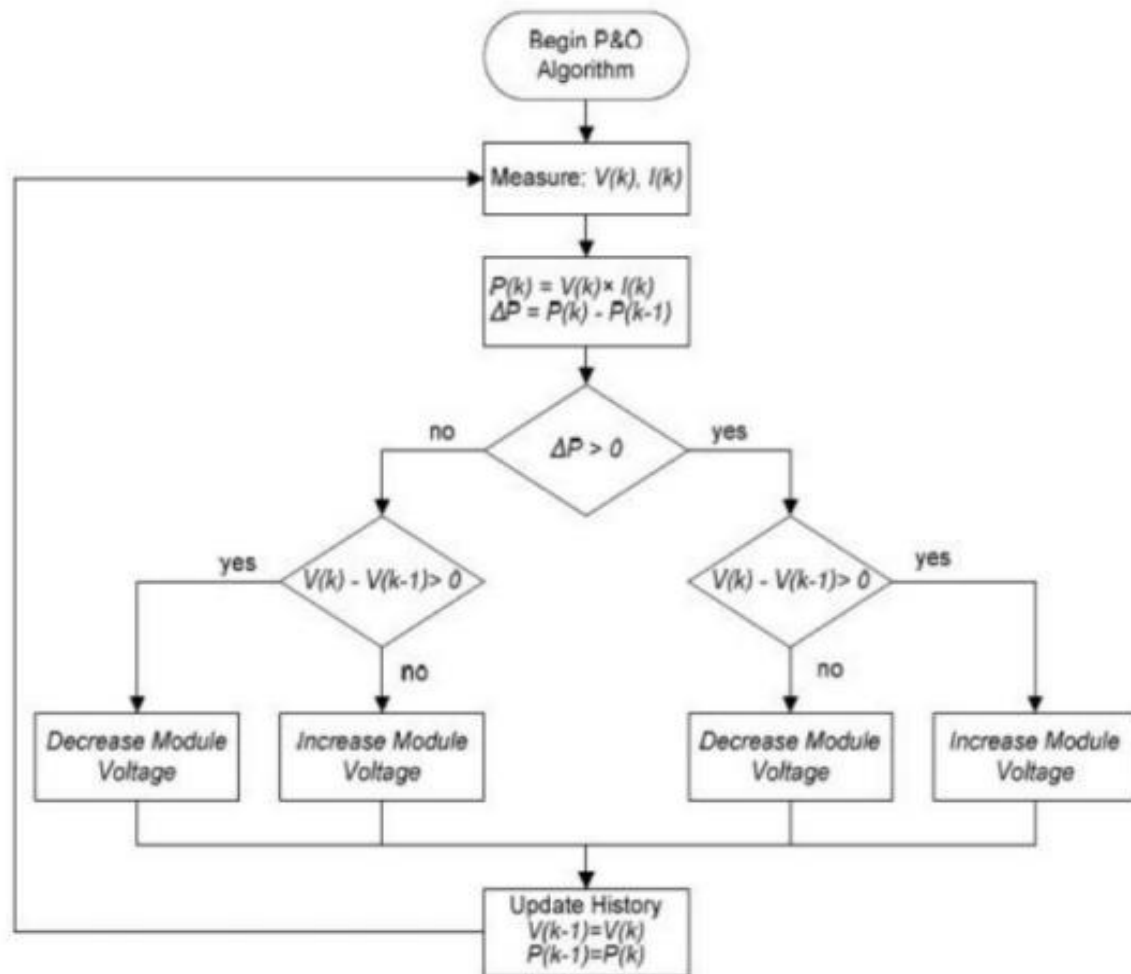 Begin P&O
Algorithm
Measure: V(k), I(k)
P(k) = V(k)× I(k)
ΔP = P(k) - P(k-1)
no
yes
ΔP > 0
yes
V(k) - V(k-1)> 0
V(k) - V(k-1)> 0
yes
no
no
Decrease Module
Voltage
Increase Module
Voltage
Decrease Module
Voltage
Increase Module
Voltage
Update History
V(k-1)=V(k)
P(k-1)=P(k)